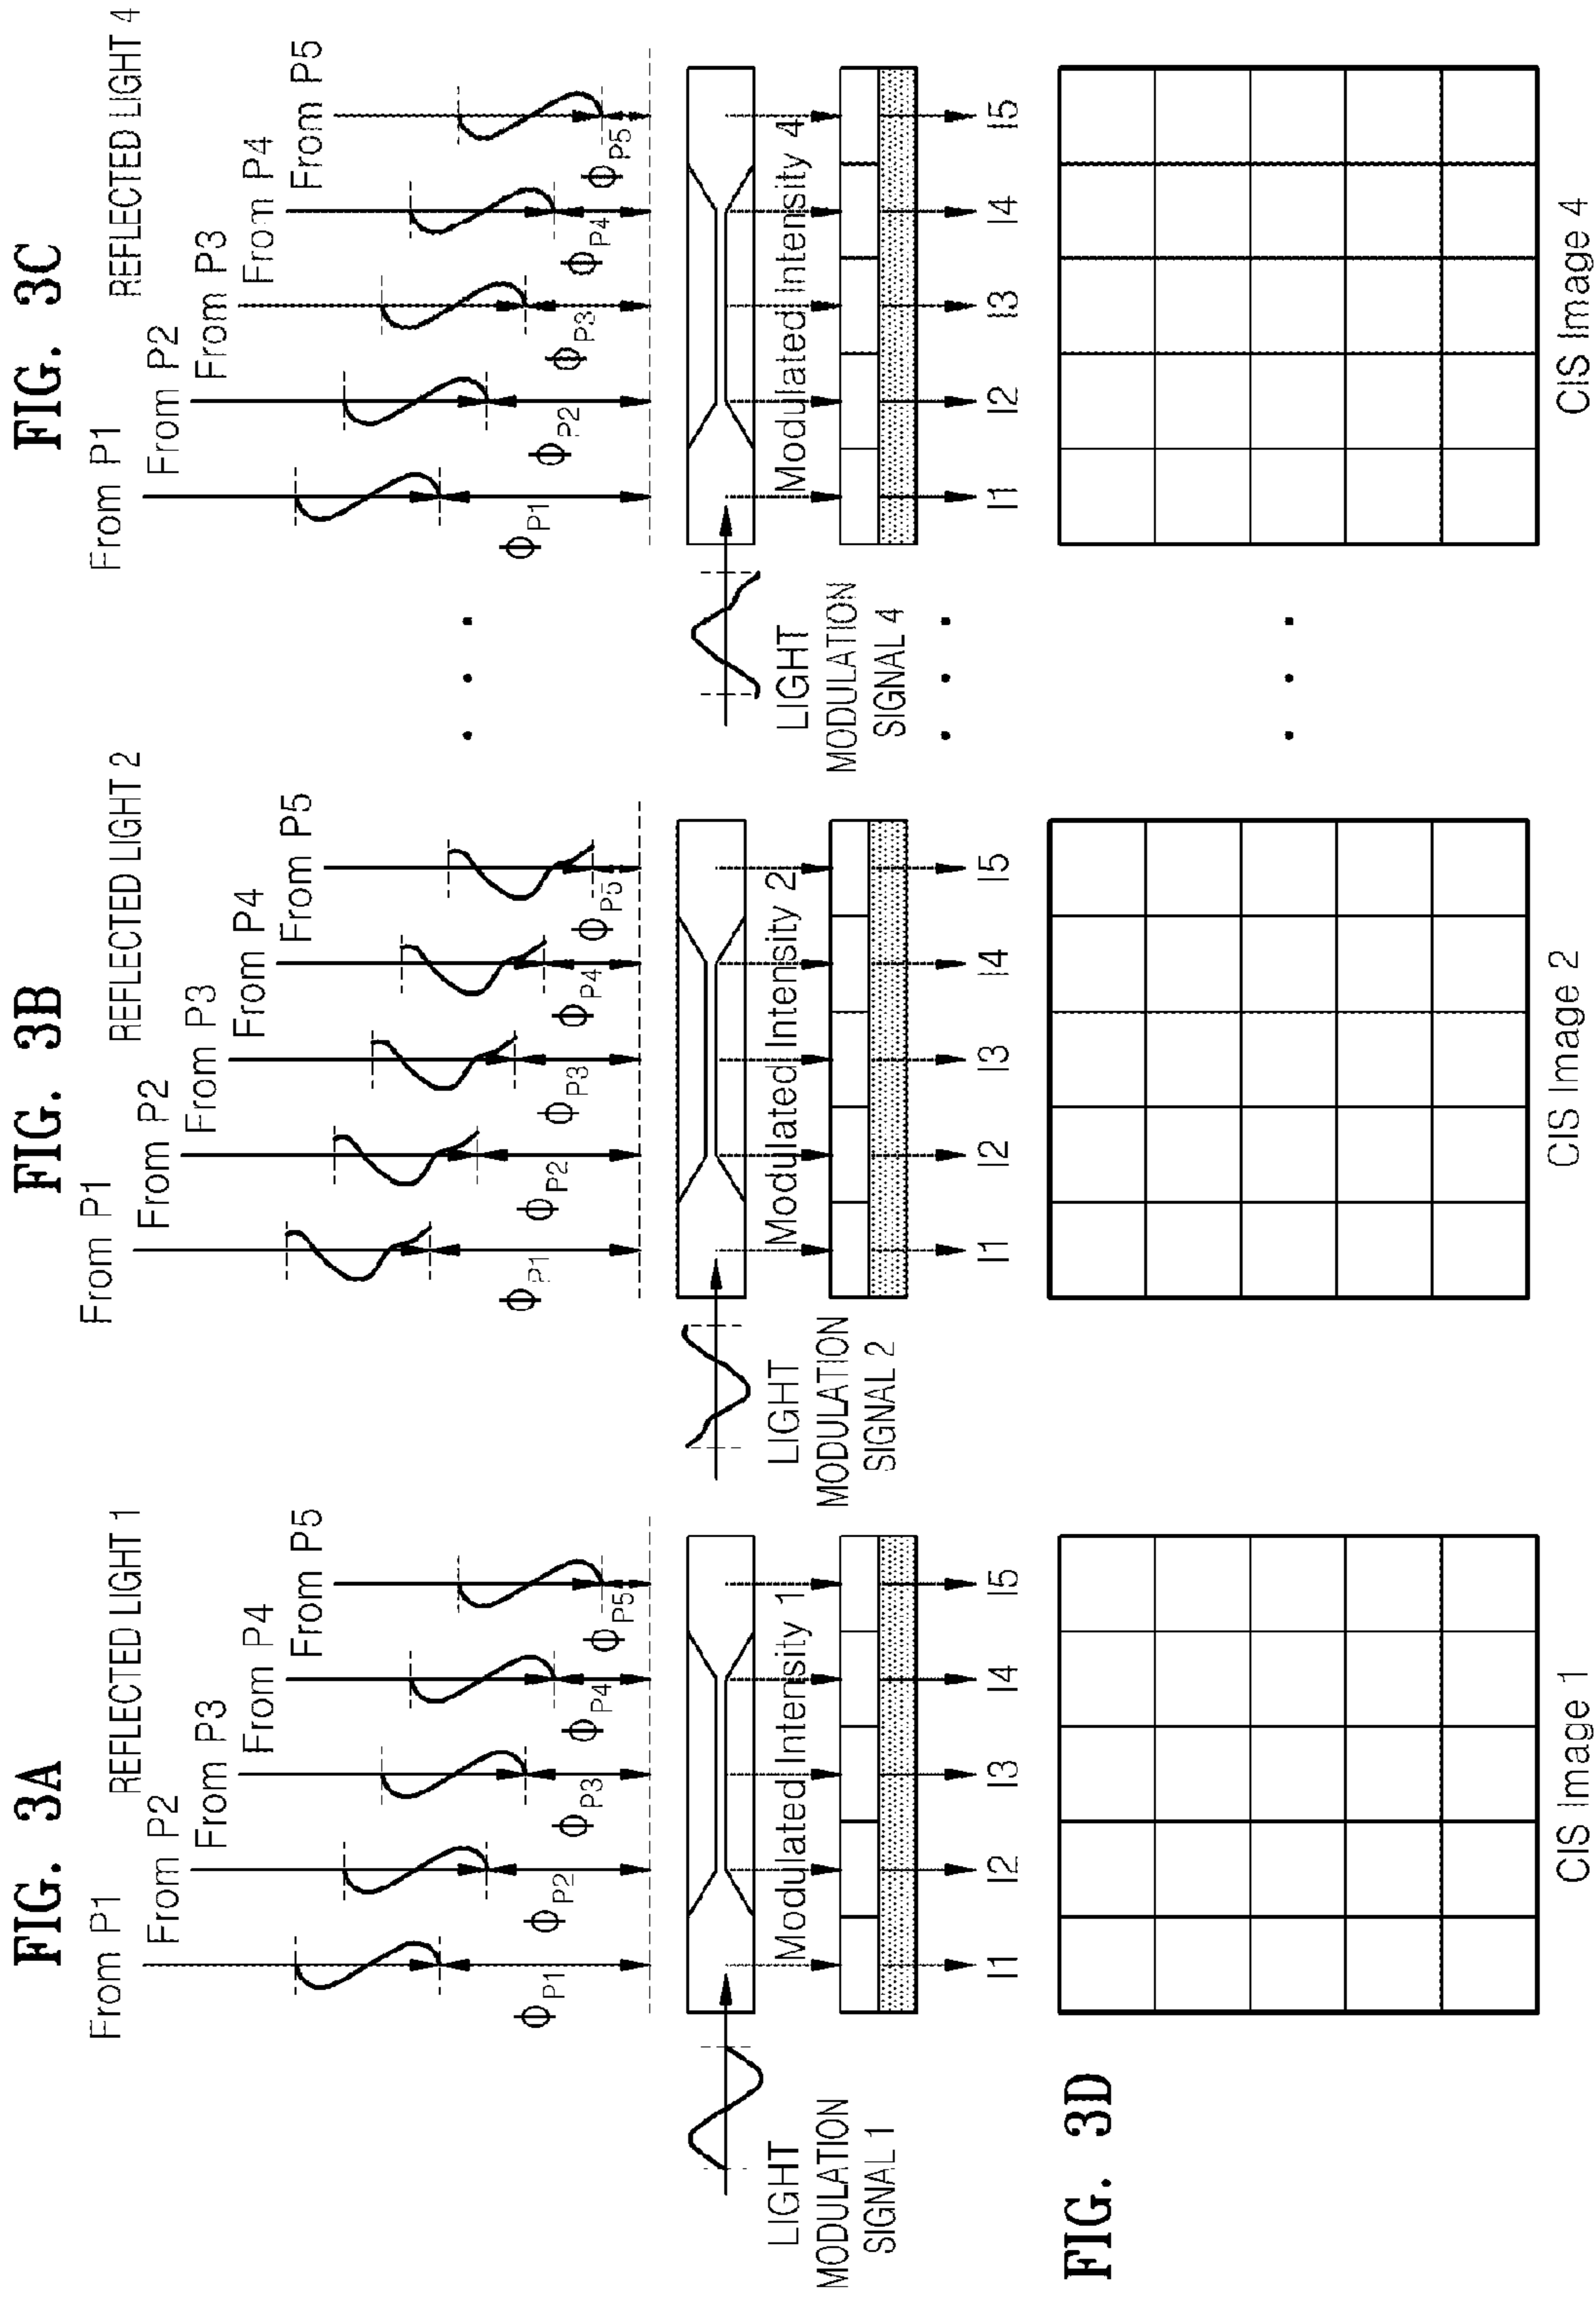 FIG. 3A
REFLECTED LIGHT 1
From P1
From P2
From P3
From P4
From P5
ΦP1
ΦP2
ΦP3
ΦP4
ΦP5
LIGHT
MODULATION
SIGNAL 1
Modulated Intensity 1
I1 I2 I3 I4 I5
FIG. 3B
REFLECTED LIGHT 2
From P1
From P2
From P3
From P4
From P5
ΦP1
ΦP2
ΦP3
ΦP4
ΦP5
LIGHT
MODULATION
SIGNAL 2
Modulated Intensity 2
I1 I2 I3 I4 I5
FIG. 3C
REFLECTED LIGHT 4
From P1
From P2
From P3
From P4
From P5
ΦP1
ΦP2
ΦP3
ΦP4
ΦP5
LIGHT
MODULATION
SIGNAL 4
Modulated Intensity 4
I1 I2 I3 I4 I5
FIG. 3D
CIS Image 1
CIS Image 2
CIS Image 4